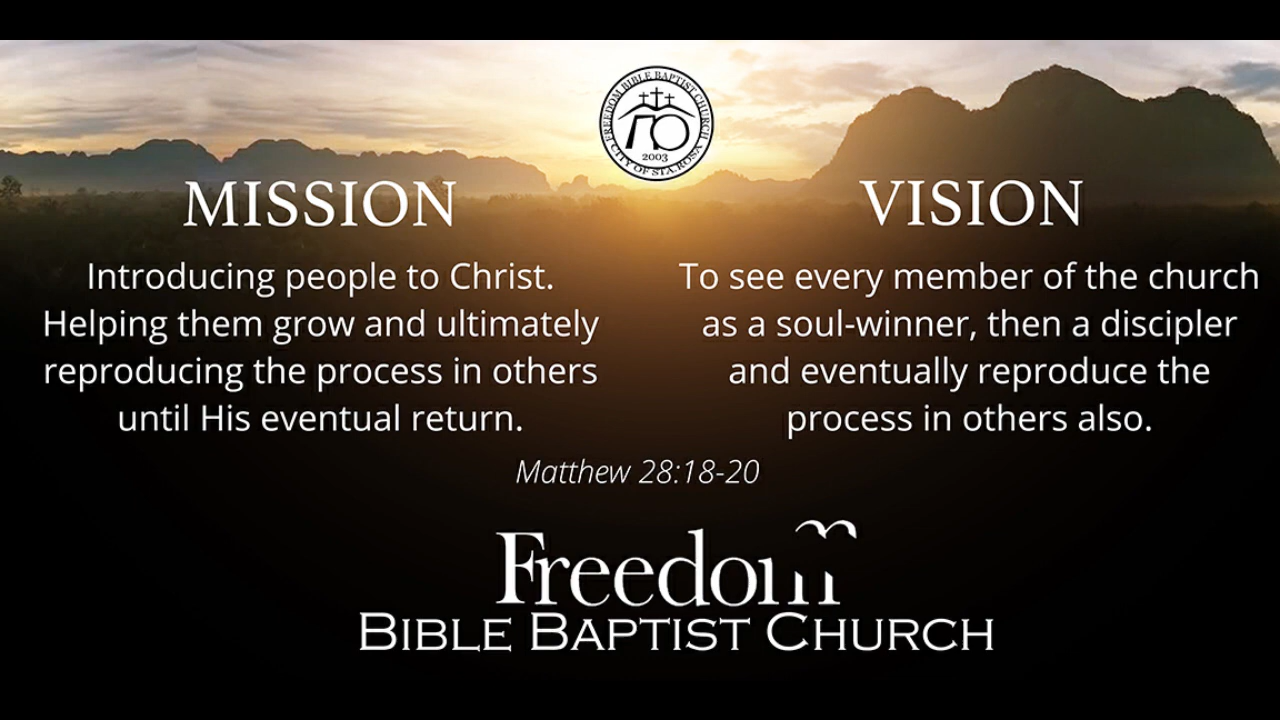 FREEDOM BIBLE BAPTIST CHURCH
2003
CITY OF STA. ROSA
MISSION
Introducing people to Christ.
Helping them grow and ultimately
reproducing the process in others
until His eventual return.
VISION
To see every member of the church
as a soul-winner, then a discipler
and eventually reproduce the
process in others also.
Matthew 28:18-20
Freedom
BIBLE BAPTIST CHURCH